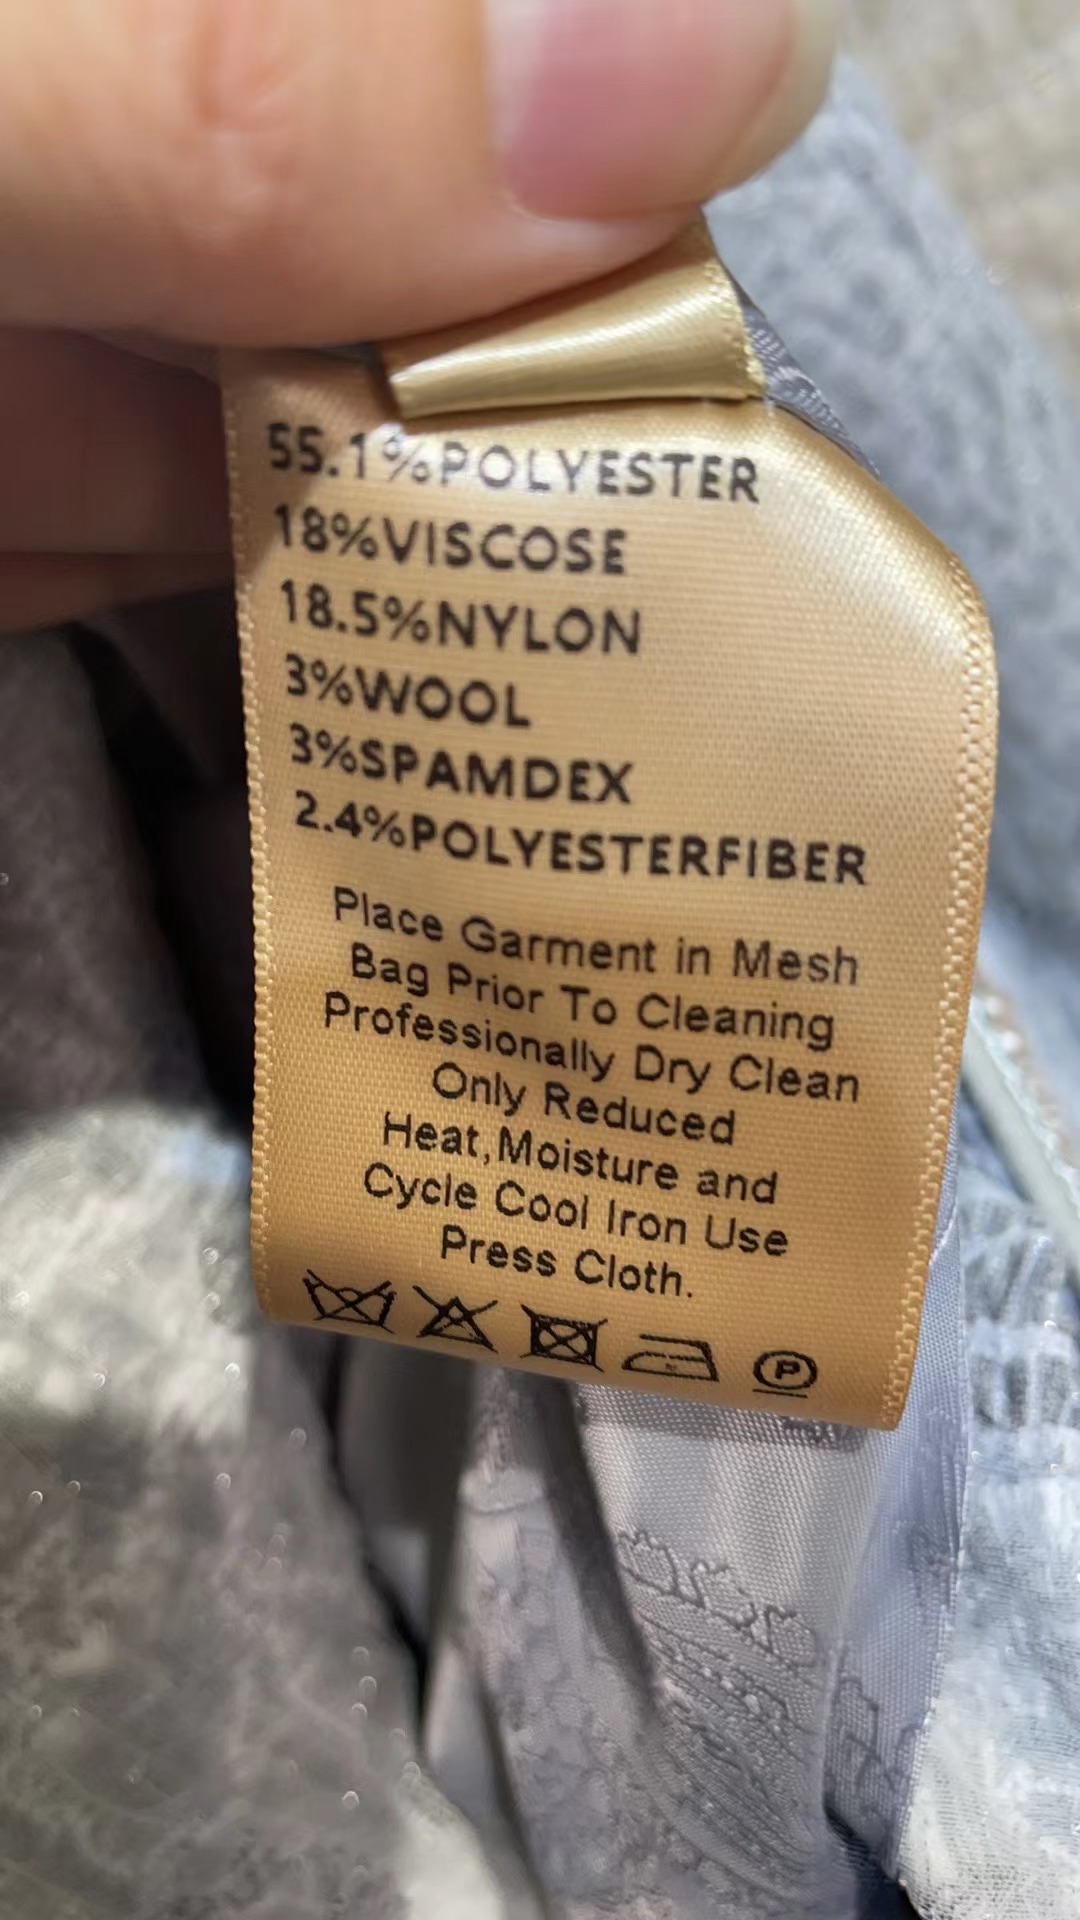 55.1%POLYESTER
18%VISCOSE
18.5%NYLON
3%WOOL
3%SPAMDEX
2.4%POLYESTERFIBER
Place Garment in Mesh
Bag Prior To Cleaning
Professionally Dry Clean
Only Reduced
Heat,Moisture and
Cycle Cool Iron Use
Press Cloth.
P